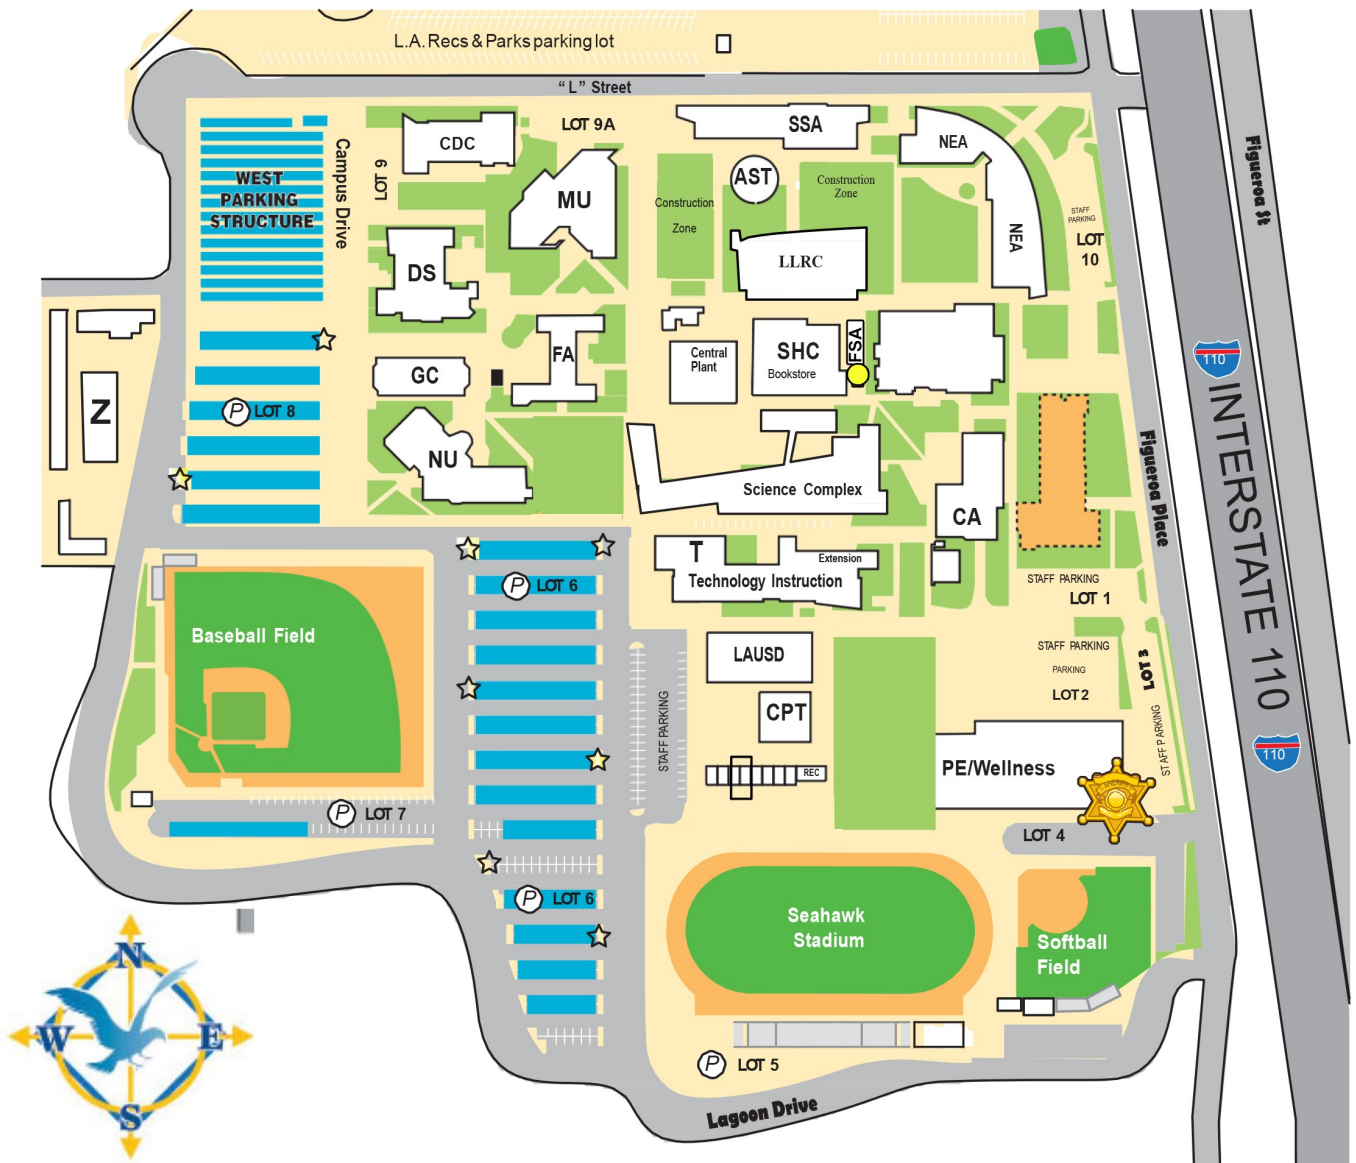 L.A. Recs & Parks parking lot
"L" Street
LOT 9A
SSA
CDC
NEA
Figueroa St
Campus Drive
LOT 9
WEST
PARKING
STRUCTURE
MU
AST
Construction
Zone
Construction
Zone
STAFF
PARKING
LOT
10
NEA
DS
LLRC
FA
Central
Plant
SHC
Bookstore
FSA
110
GC
Z
P LOT 8
INTERSTATE 110
Figueroa Place
NU
Science Complex
CA
T
Extension
Technology Instruction
STAFF PARKING
LOT 1
P LOT 6
Baseball Field
LAUSD
STAFF PARKING
PARKING
LOT 2
LOT 3
STAFF PARKING
STAFF PARKING
CPT
REC
PE/Wellness
110
SHERIFF
P LOT 7
LOT 4
P LOT 6
Seahawk
Stadium
Softball
Field
N
W
E
S
P LOT 5
Lagoon Drive